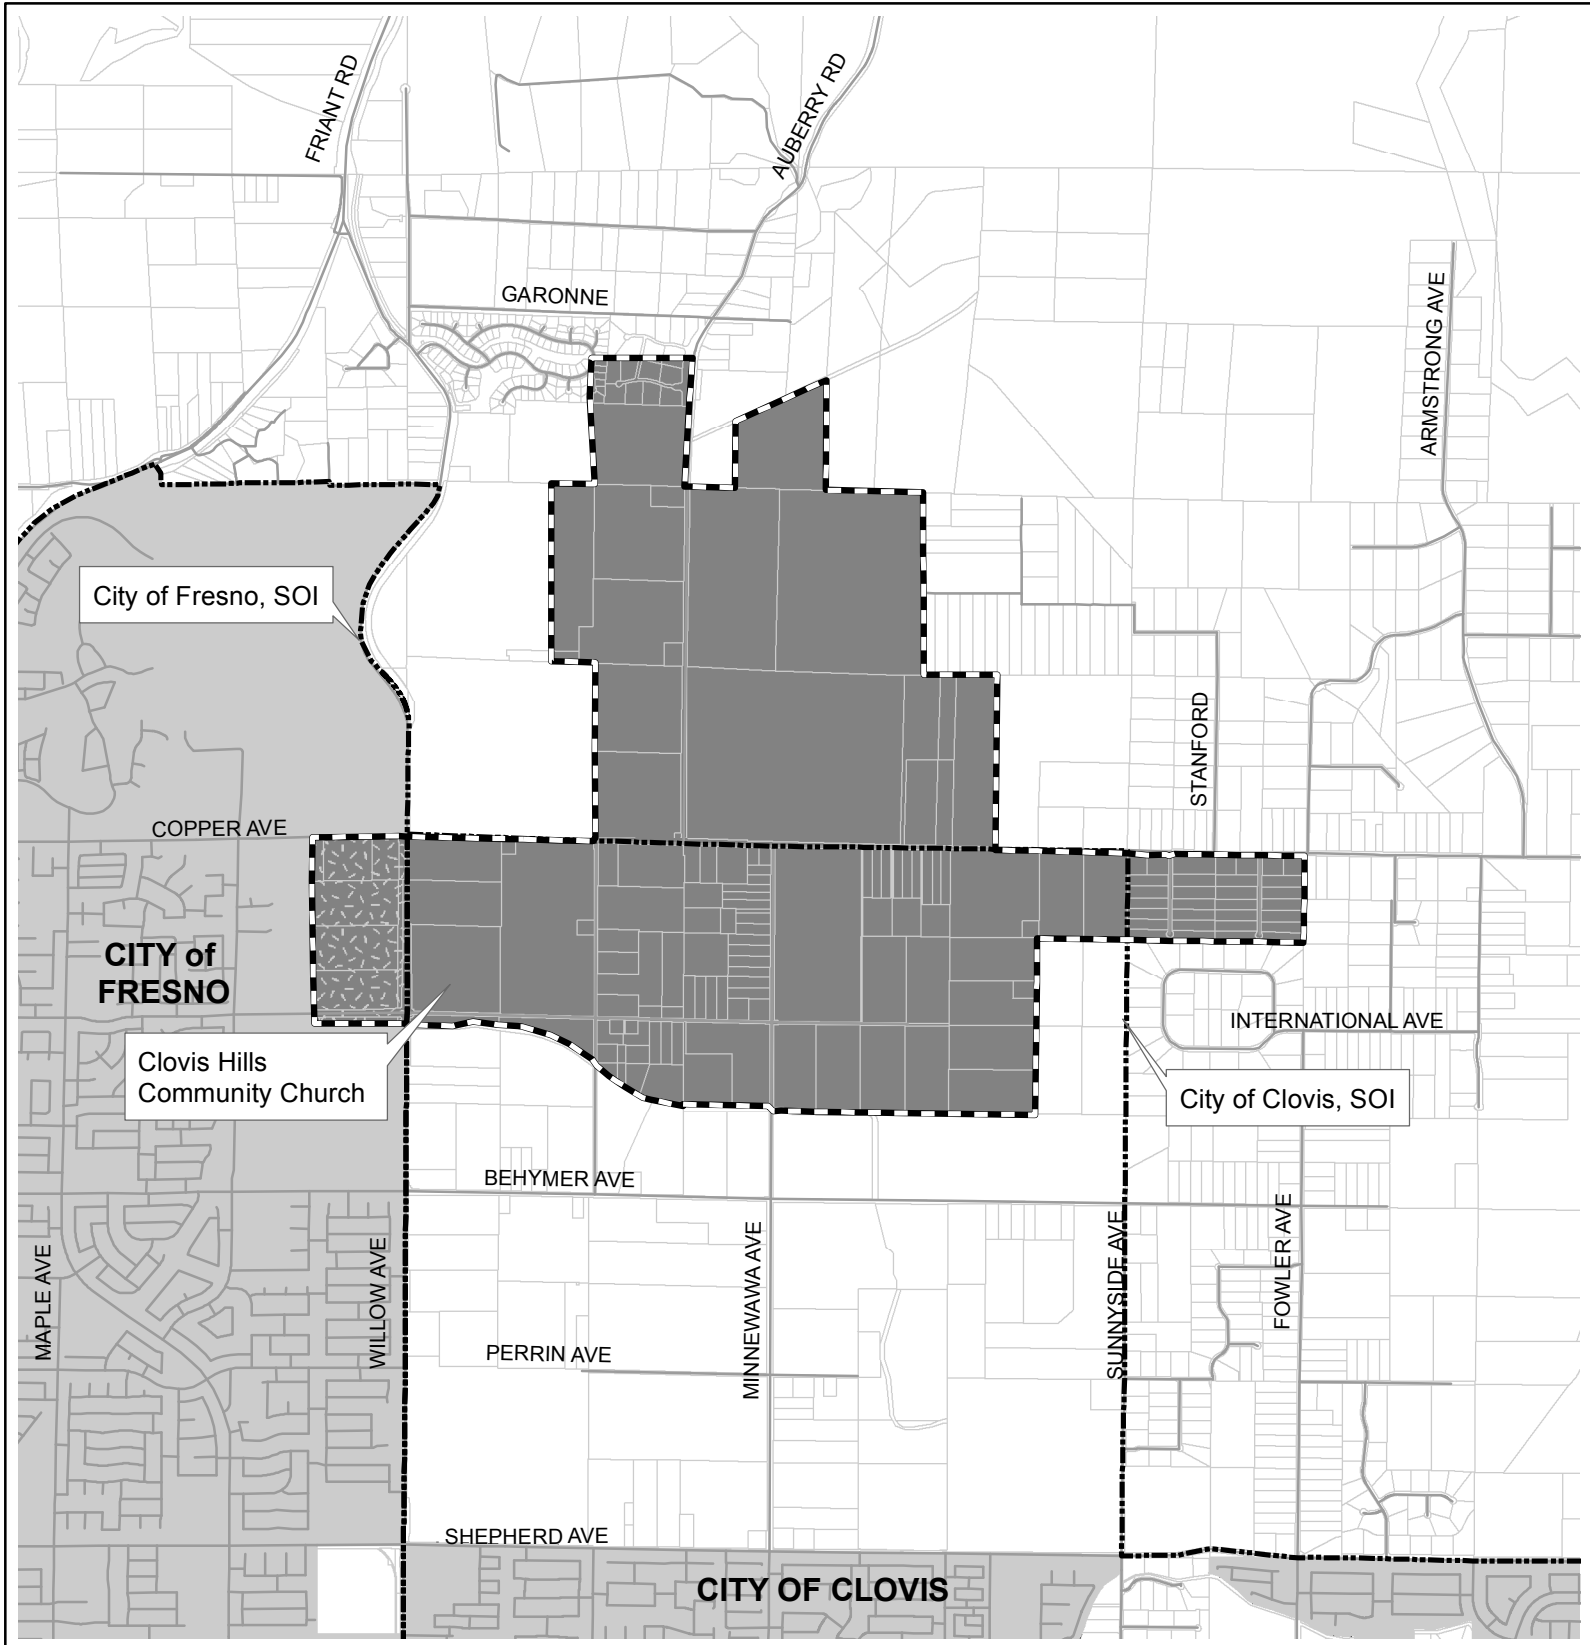 FRIANT RD
AUBERRY RD
GARONNE
ARMSTRONG AVE
City of Fresno, SOI
STANFORD
COPPER AVE
CITY of
FRESNO
INTERNATIONAL AVE
Clovis Hills
Community Church
City of Clovis, SOI
BEHYMER AVE
MAPLE AVE
WILLOW AVE
MINNEWAWA AVE
SUNNYSIDE AVE
FOWLER AVE
PERRIN AVE
SHEPHERD AVE
CITY OF CLOVIS